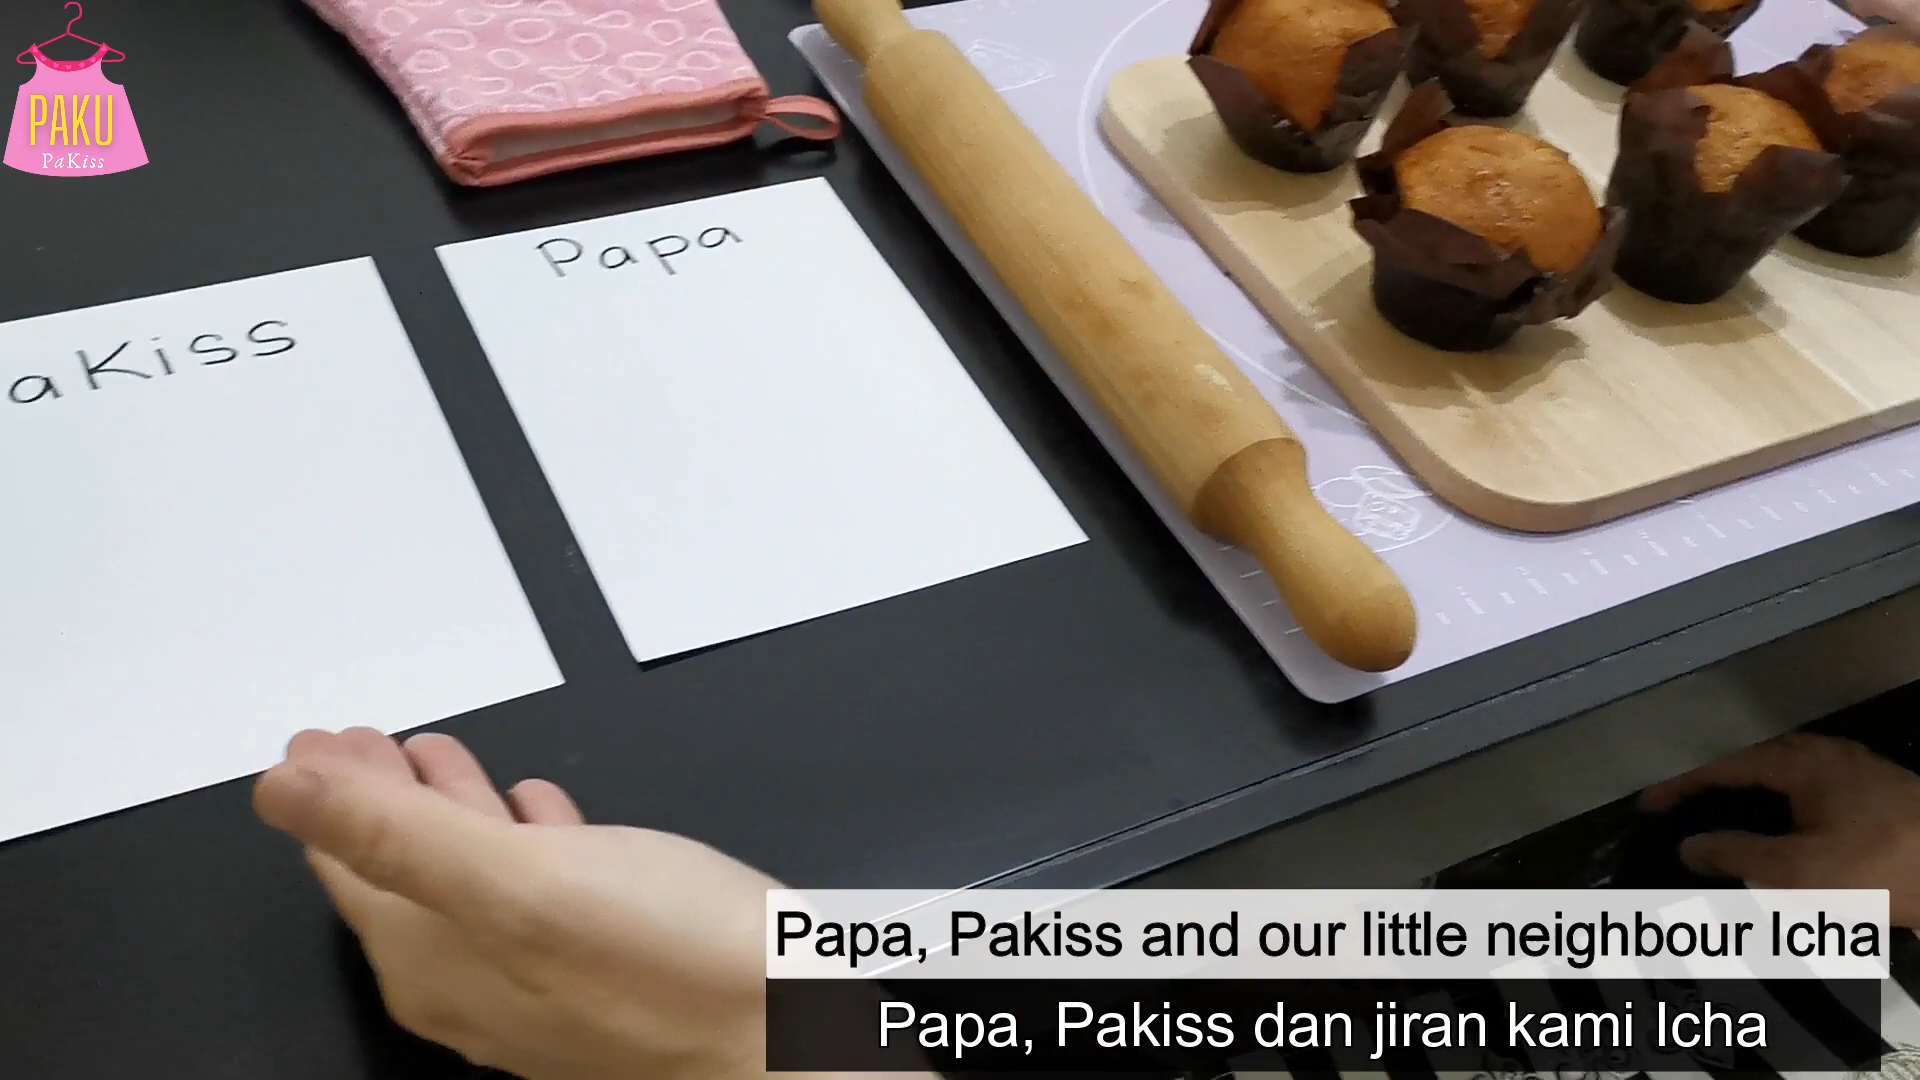 PAKU
PaKiss
Papa
aKiss
Papa, Pakiss and our little neighbour Icha
Papa, Pakiss dan jiran kami Icha